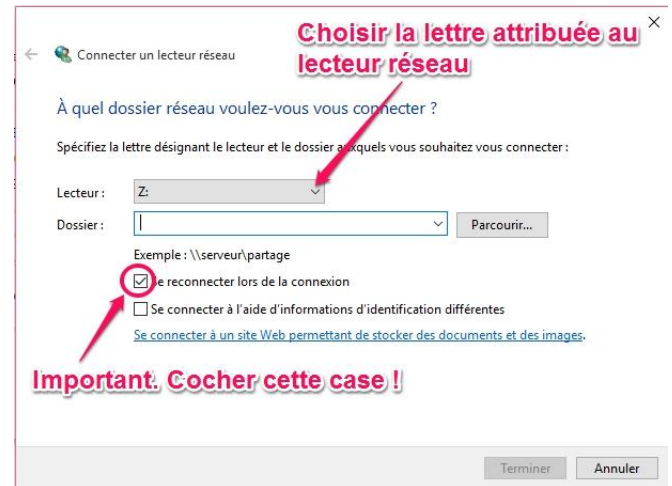 Choisir la lettre attribuée au
lecteur réseau
Connecter un lecteur réseau
À quel dossier réseau voulez-vous vous connecter ?
Spécifiez la lettre désignant le lecteur et le dossier auxquels vous souhaitez vous connecter :
Lecteur : Z:
Dossier : Parcourir...
Exemple : \\serveur\partage
Se reconnecter lors de la connexion
Se connecter à l'aide d'informations d'identification différentes
Se connecter à un site Web permettant de stocker des documents et des images.
Important. Cocher cette case !
Terminer Annuler